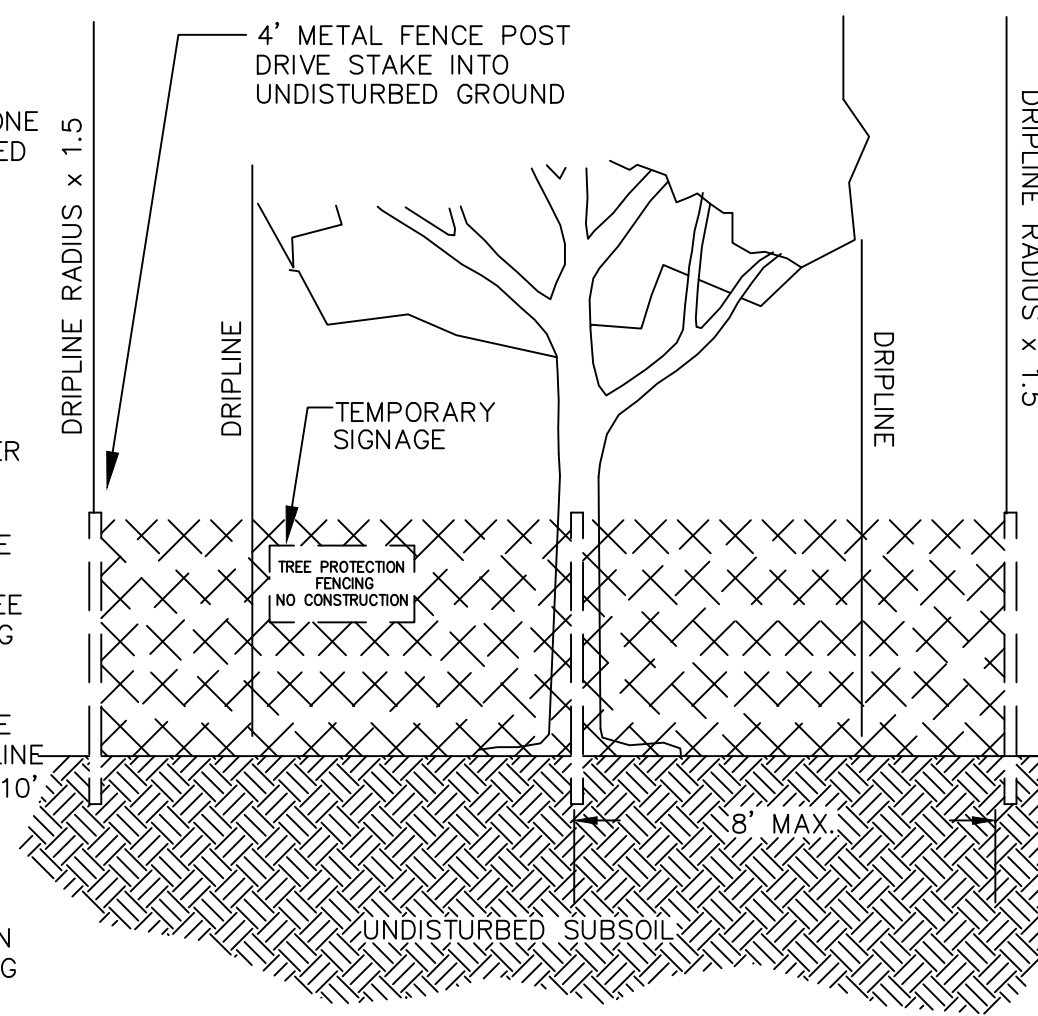 4' METAL FENCE POST
DRIVE STAKE INTO
UNDISTURBED GROUND
DRIPLINE RADIUS x 1.5
DRIPLINE
TEMPORARY
SIGNAGE
DRIPLINE
DRIPLINE RADIUS x 1.5
TREE PROTECTION
FENCING
NO CONSTRUCTION
10'
8' MAX.
UNDISTURBED SUBSOIL